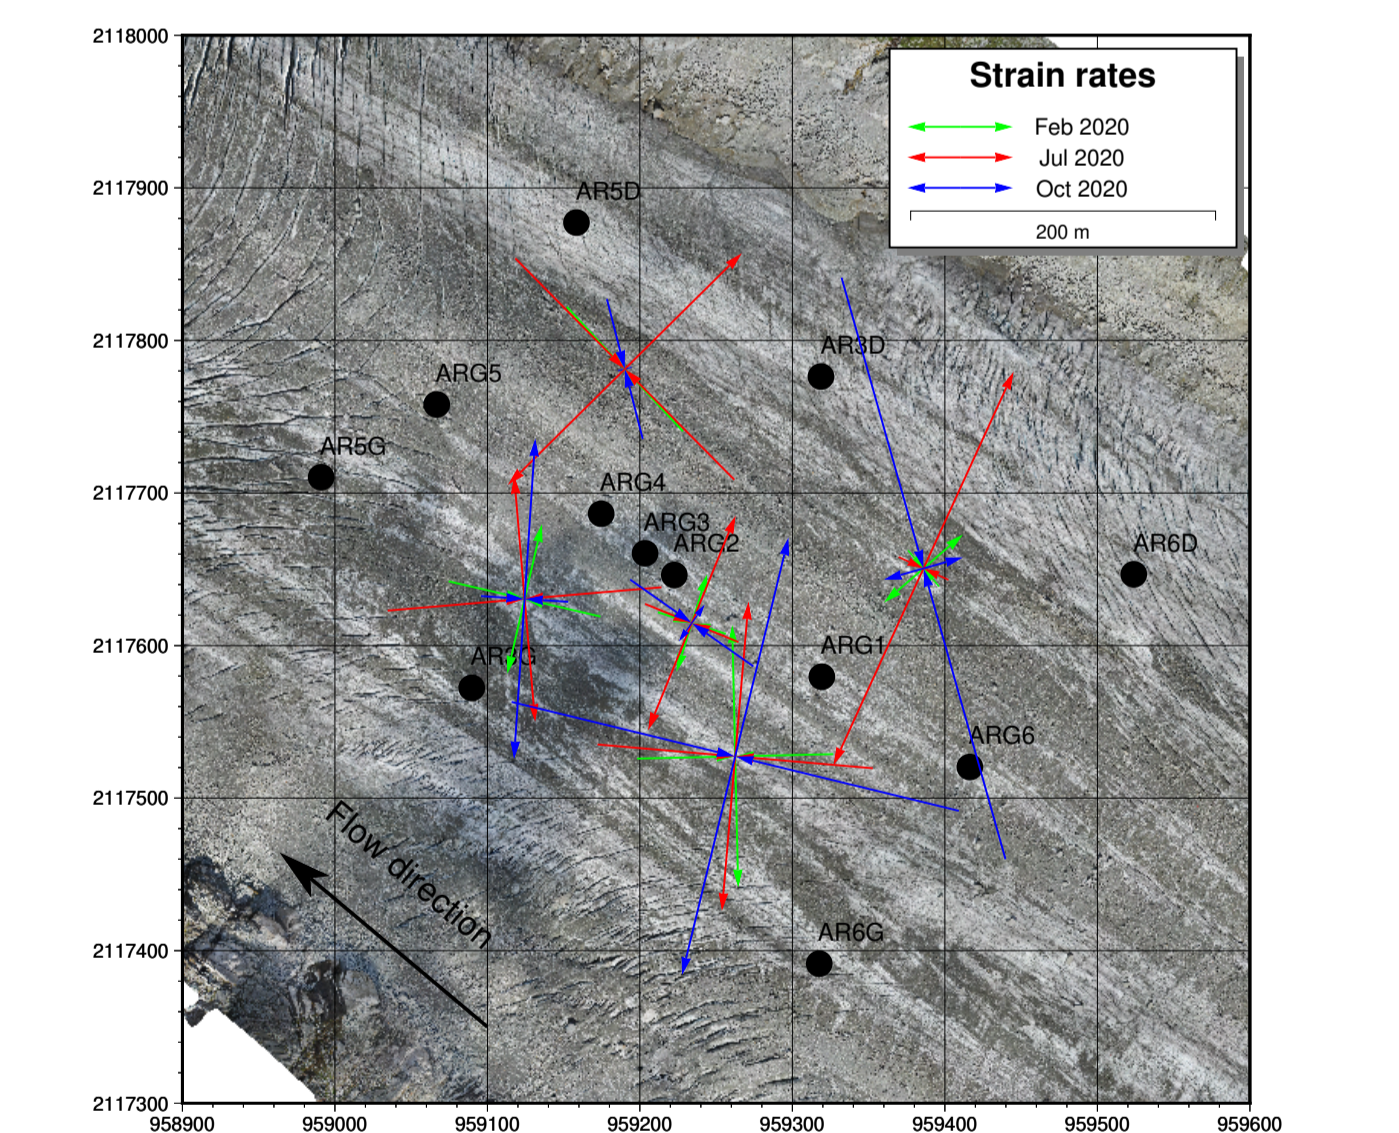 2118000
2117900
2117800
2117700
2117600
2117500
2117400
2117300
958900 959000 959100 959200 959300 959400 959500 959600
Strain rates
Feb 2020
Jul 2020
Oct 2020
200 m
AR5D
AR3D
ARG5
AR5G
ARG4
ARG3
ARG2
AR6D
ARG1
AR3G
ARG6
AR6G
Flow direction